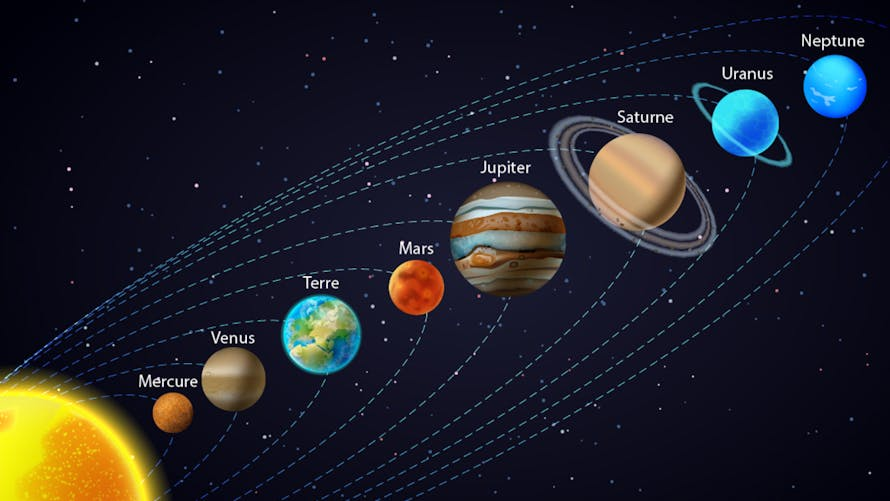 Mercure
Venus
Terre
Mars
Jupiter
Saturne
Uranus
Neptune